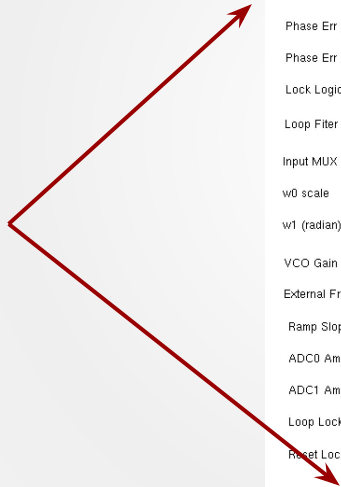 Phase Err
Phase Err
Lock Logic
Loop Fiter
Input MUX
w0 scale
w1 (radian)
VCO Gain
External Fr
Ramp Slop
ADC0 Am
ADC1 Am
Loop Lock
Reset Loc